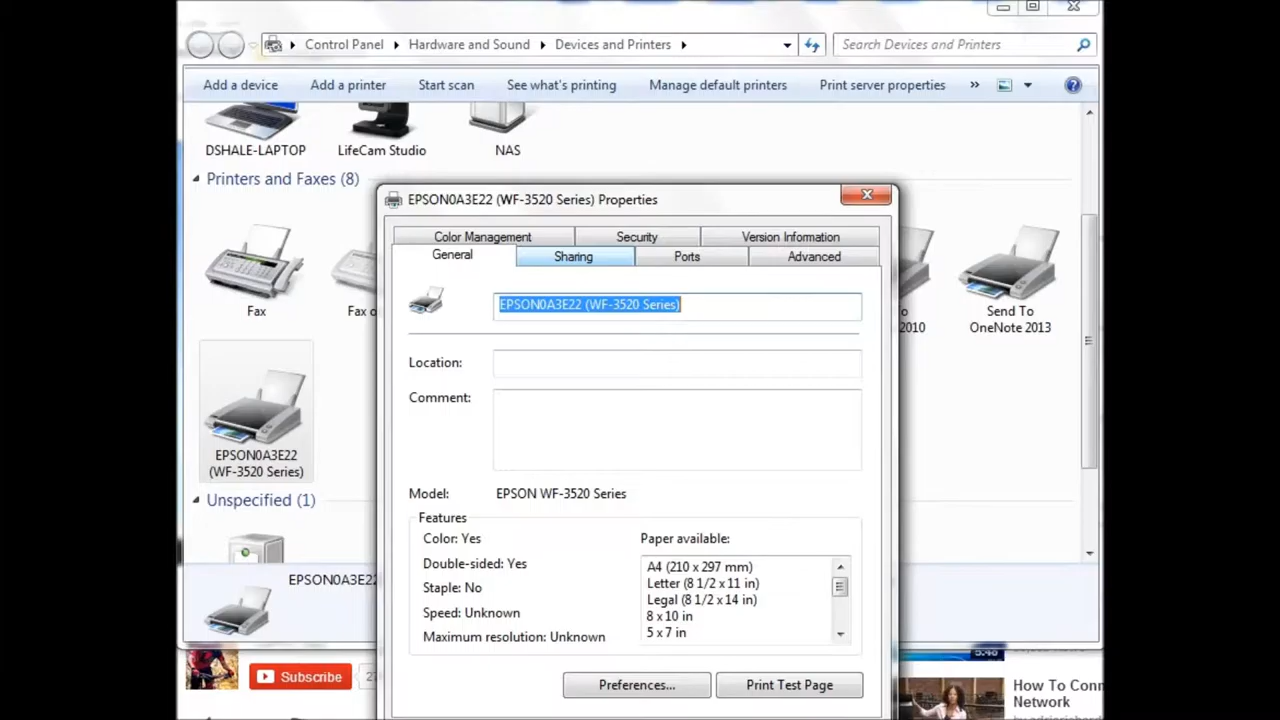 Control Panel Hardware and Sound Devices and Printers Search Devices and Printers
Add a device Add a printer Start scan See what's printing Manage default printers Print server properties »
DSHALE-LAPTOP LifeCam Studio NAS
Printers and Faxes (8)
EPSON0A3E22 (WF-3520 Series) Properties
Color Management Security Version Information
General Sharing Ports Advanced
EPSON0A3E22 (WF-3520 Series)
Fax Fax
2010
Send To
OneNote 2013
Location:
Comment:
EPSON0A3E22
(WF-3520 Series)
Model: EPSON WF-3520 Series
Unspecified (1)
Features
Color: Yes
Double-sided: Yes
Staple: No
Speed: Unknown
Maximum resolution: Unknown
Paper available:
A4 (210 x 297 mm)
Letter (8 1/2 x 11 in)
Legal (8 1/2 x 14 in)
8 x 10 in
5 x 7 in
EPSON0A3E22
Preferences... Print Test Page
Subscribe
How To Conn
Network